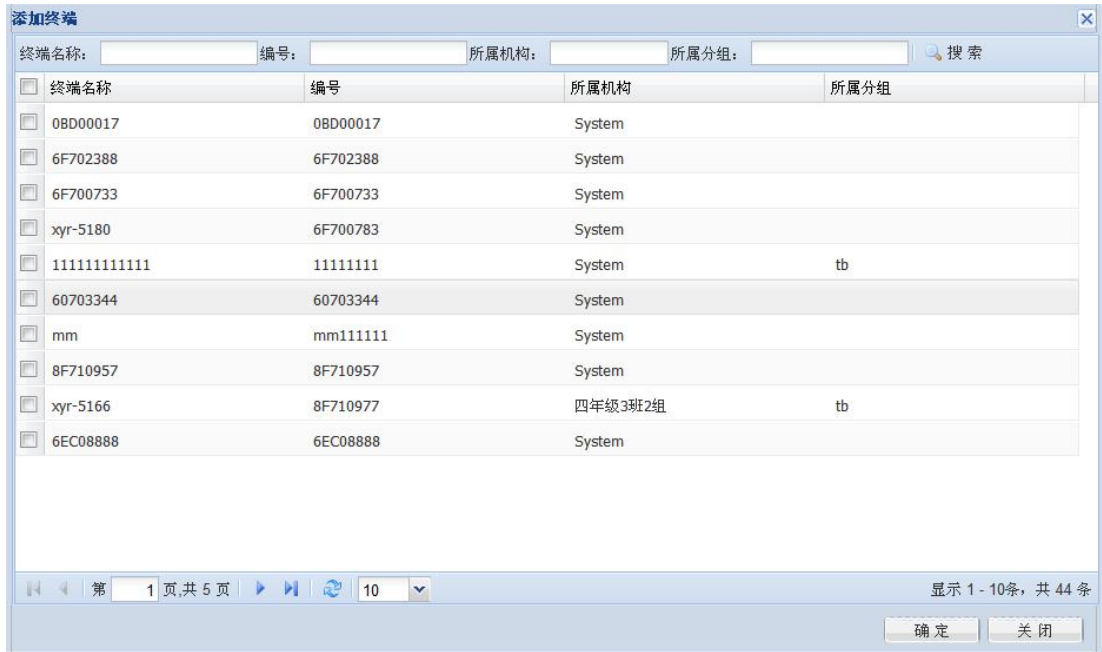 添加终端
终端名称: 编号: 所属机构: 所属分组: 搜索
终端名称 编号 所属机构 所属分组
0BD00017 0BD00017 System
6F702388 6F702388 System
6F700733 6F700733 System
xyr-5180 6F700783 System
111111111111 11111111 System tb
60703344 60703344 System
mm mm111111 System
8F710957 8F710957 System
xyr-5166 8F710977 四年级3班2组 tb
6EC08888 6EC08888 System
第 1 页,共 5 页 10 显示 1 - 10条，共 44 条
确定 关闭